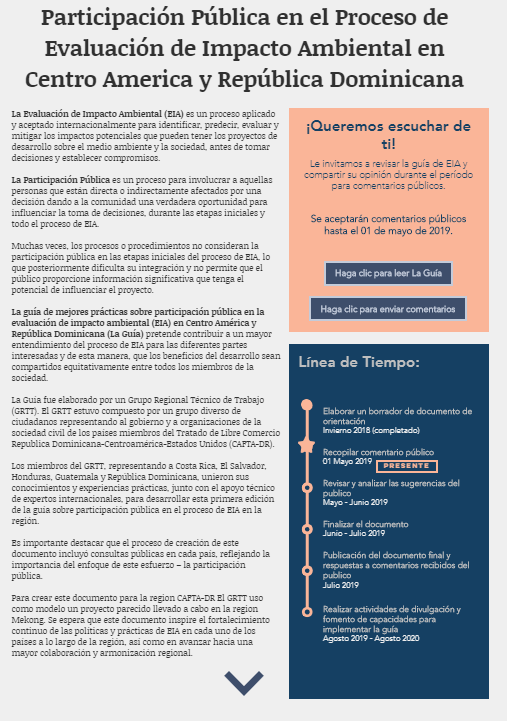 Participación Pública en el Proceso de
Evaluación de Impacto Ambiental en
Centro America y República Dominicana
La Evaluación de Impacto Ambiental (EIA) es un proceso aplicado
y aceptado internacionalmente para identificar, predecir, evaluar y
mitigar los impactos potenciales que pueden tener los proyectos de
desarrollo sobre el medio ambiente y la sociedad, antes de tomar
decisiones y establecer compromisos.
La Participación Pública es un proceso para involucrar a aquellas
personas que están directa o indirectamente afectados por una
decisión dando a la comunidad una verdadera oportunidad para
influenciar la toma de decisiones, durante las etapas iniciales y
todo el proceso de EIA.
Muchas veces, los procesos o procedimientos no consideran la
participación pública en las etapas iniciales del proceso de EIA, lo
que posteriormente dificulta su integración y no permite que el
público proporcione información significativa que tenga el
potencial de influenciar el proyecto.
La guía de mejores prácticas sobre participación pública en la
evaluación de impacto ambiental (EIA) en Centro América y
República Dominicana (La Guía) pretende contribuir a un mayor
entendimiento del proceso de EIA para las diferentes partes
interesadas y de esta manera, que los beneficios del desarrollo sean
compartidos equitativamente entre todos los miembros de la
sociedad.
La Guía fue elaborado por un Grupo Regional Técnico de Trabajo
(GRTT). El GRTT estuvo compuesto por un grupo diverso de
ciudadanos representando al gobierno y a organizaciones de la
sociedad civil de los países miembros del Tratado de Libre Comercio
Republica Dominicana-Centroamérica-Estados Unidos (CAPTA-DR).
Los miembros del GRTT, representando a Costa Rica, El Salvador,
Honduras, Guatemala y República Dominicana, unieron sus
conocimientos y experiencias prácticas, junto con el apoyo técnico
de expertos internacionales, para desarrollar esta primera edición
de la guía sobre participación pública en el proceso de EIA en la
región.
Es importante destacar que el proceso de creación de este
documento incluyó consultas públicas en cada país, reflejando la
importancia del enfoque de este esfuerzo – la participación
pública.
Para crear este documento para la region CAPTA-DR El GRTT uso
como modelo un proyecto parecido llevado a cabo en la region
Mekong. Se espera que este documento inspire el fortalecimiento
continuo de las políticas y prácticas de EIA en cada uno de los
países a lo largo de la región, así como en avanzar hacia una
mayor colaboración y armonización regional.
¡Queremos escuchar de
ti!
Le invitamos a revisar la guía de EIA y
compartir su opinión durante el período
para comentarios públicos.
Se aceptarán comentarios públicos
hasta el 01 de mayo de 2019.
Haga clic para leer La Guía
Haga clic para enviar comentarios
Línea de Tiempo:
Elaborar un borrador de documento de
orientación
Invierno 2018 (completado)
Recopilar comentario público
01 Mayo 2019
PRESENTE
Revisar y analizar las sugerencias del
publico
Mayo - Junio 2019
Finalizar el documento
Junio - Julio 2019
Publicación del documento final y
respuestas a comentarios recibidos del
publico
Julio 2019
Realizar actividades de divulgación y
fomento de capacidades para
implementar la guía
Agosto 2019 - Agosto 2020